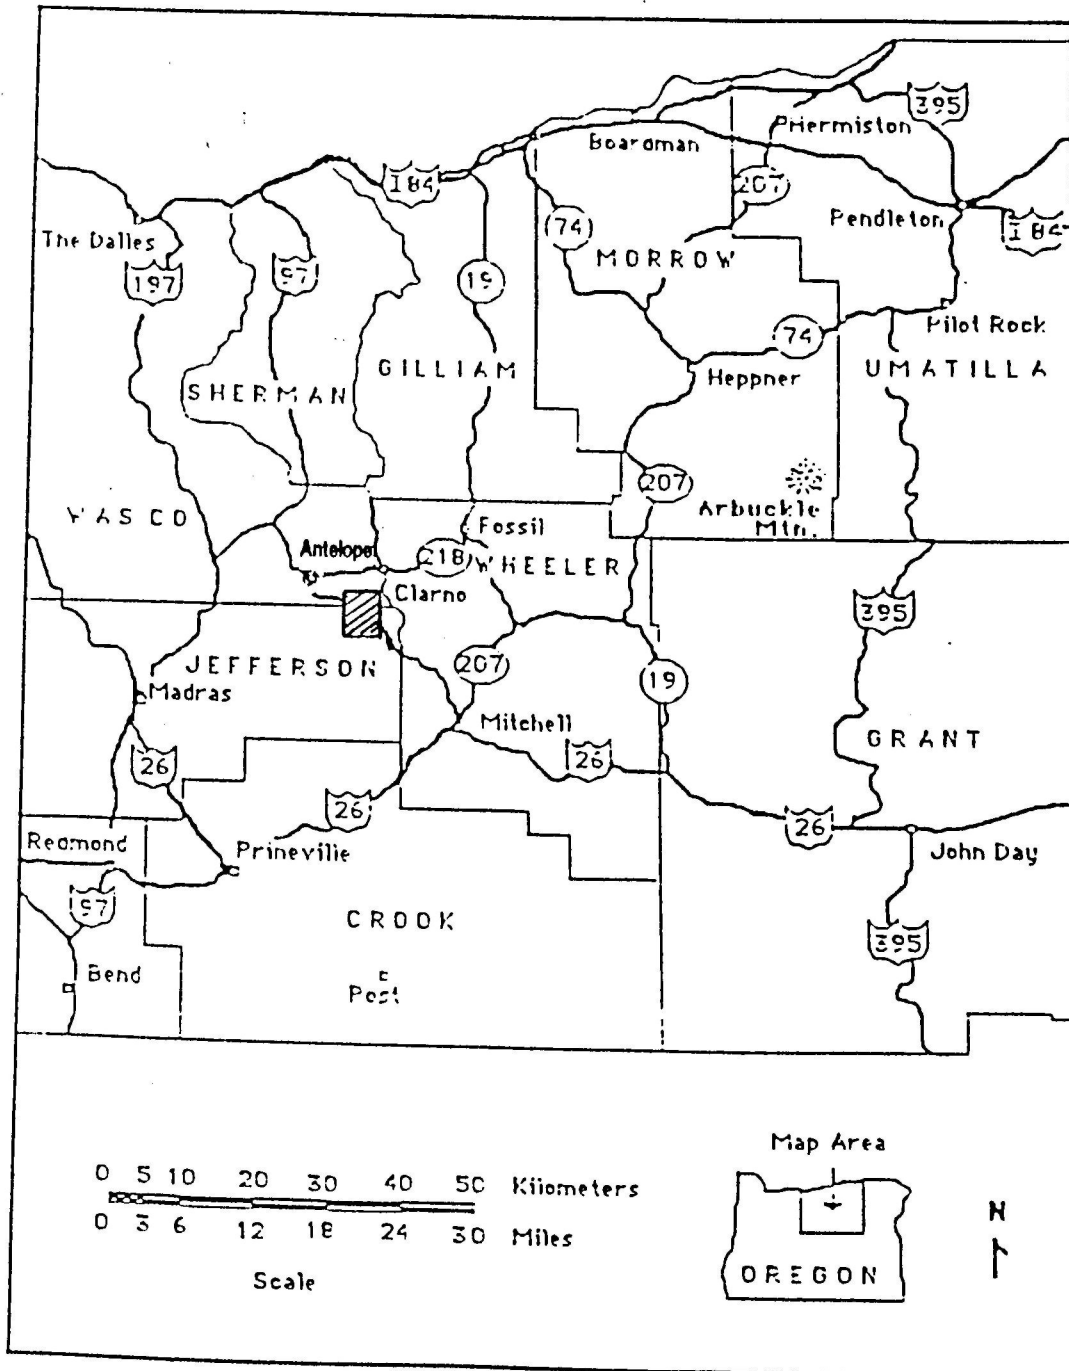 395
Hermiston
Boardman
184
207
The Dalles
74
Pendleton
184
197
97
19
MORROW
Pilot Rock
74
GILLIAM
SHERMAN
Heppner
UMATILLA
207
Arbuckle
Mtn.
WASCO
Fossil
Antelope
218
WHEELER
Clarno
395
JEFFERSON
207
19
Madras
Mitchell
GRANT
26
26
26
26
Redmond
Prineville
John Day
97
CROOK
395
Bend
Post
Map Area
0 5 10 20 30 40 50 Kilometers
0 3 6 12 18 24 30 Miles
Scale
OREGON
N